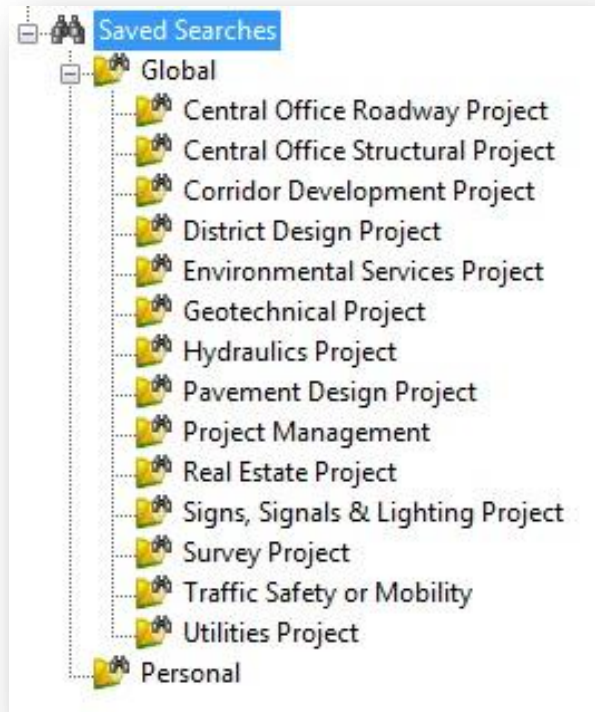 Saved Searches
Global
Central Office Roadway Project
Central Office Structural Project
Corridor Development Project
District Design Project
Environmental Services Project
Geotechnical Project
Hydraulics Project
Pavement Design Project
Project Management
Real Estate Project
Signs, Signals & Lighting Project
Survey Project
Traffic Safety or Mobility
Utilities Project
Personal